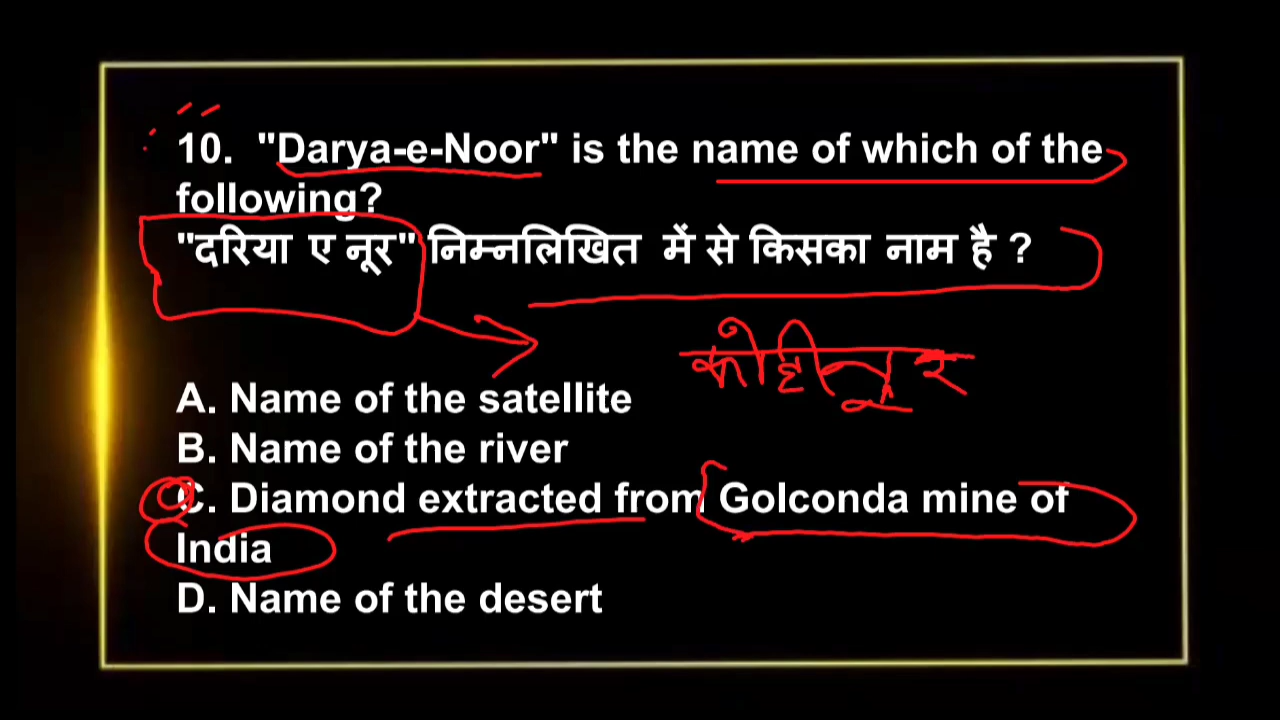 10. "Darya-e-Noor" is the name of which of the
following?
"दरिया ए नूर" निम्नलिखित में से किसका नाम है ?
कोहीनूर
A. Name of the satellite
B. Name of the river
C. Diamond extracted from Golconda mine of
India
D. Name of the desert